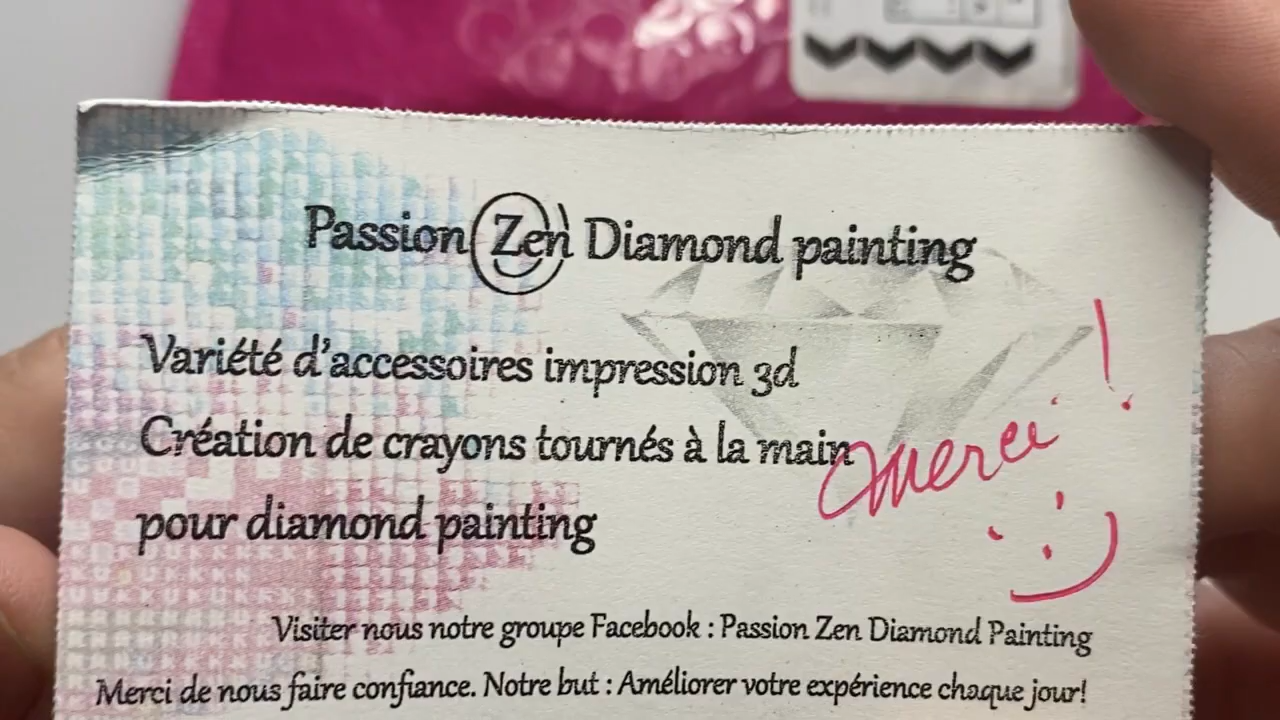 Passion Zen Diamond painting
Variété d'accessoires impression 3d
Création de crayons tournés à la main
pour diamond painting
Merci !
Visiter nous notre groupe Facebook : Passion Zen Diamond Painting
Merci de nous faire confiance. Notre but : Améliorer votre expérience chaque jour!